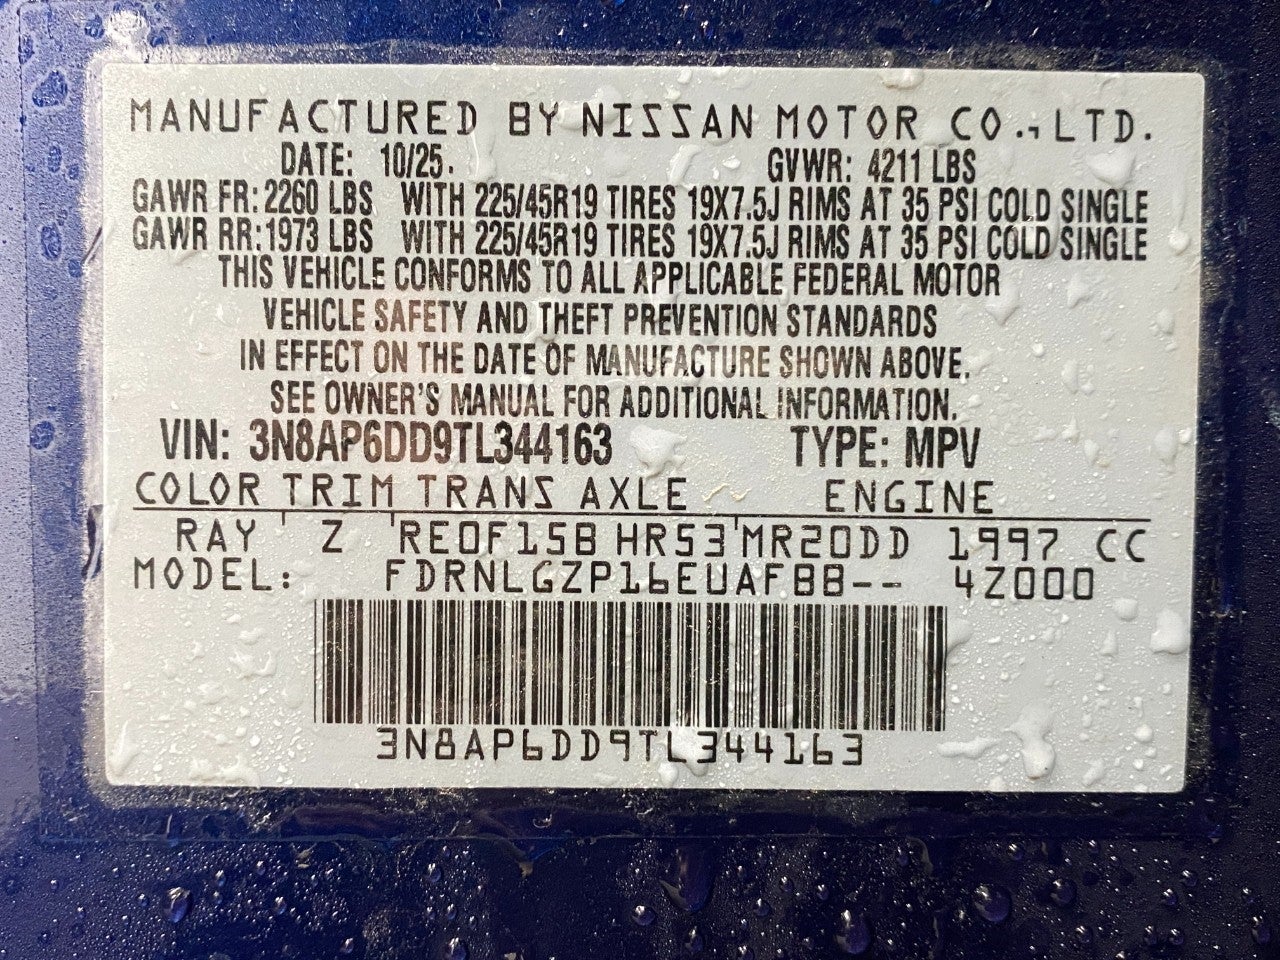 MANUFACTURED BY NISSAN MOTOR CO., LTD.
DATE: 10/25. GVWR: 4211 LBS
GAWR FR: 2260 LBS WITH 225/45R19 TIRES 19X7.5J RIMS AT 35 PSI COLD SINGLE
GAWR RR: 1973 LBS WITH 225/45R19 TIRES 19X7.5J RIMS AT 35 PSI COLD SINGLE
THIS VEHICLE CONFORMS TO ALL APPLICABLE FEDERAL MOTOR
VEHICLE SAFETY AND THEFT PREVENTION STANDARDS
IN EFFECT ON THE DATE OF MANUFACTURE SHOWN ABOVE.
SEE OWNER'S MANUAL FOR ADDITIONAL INFORMATION.
VIN: 3N8AP6DD9TL344163 TYPE: MPV
COLOR TRIM TRANS AXLE ENGINE
RAY Z RE0F15B HR53 MR20DD 1997 CC
MODEL: FDRNLGZP16EUAFBB-- 4Z000
3N8AP6DD9TL344163